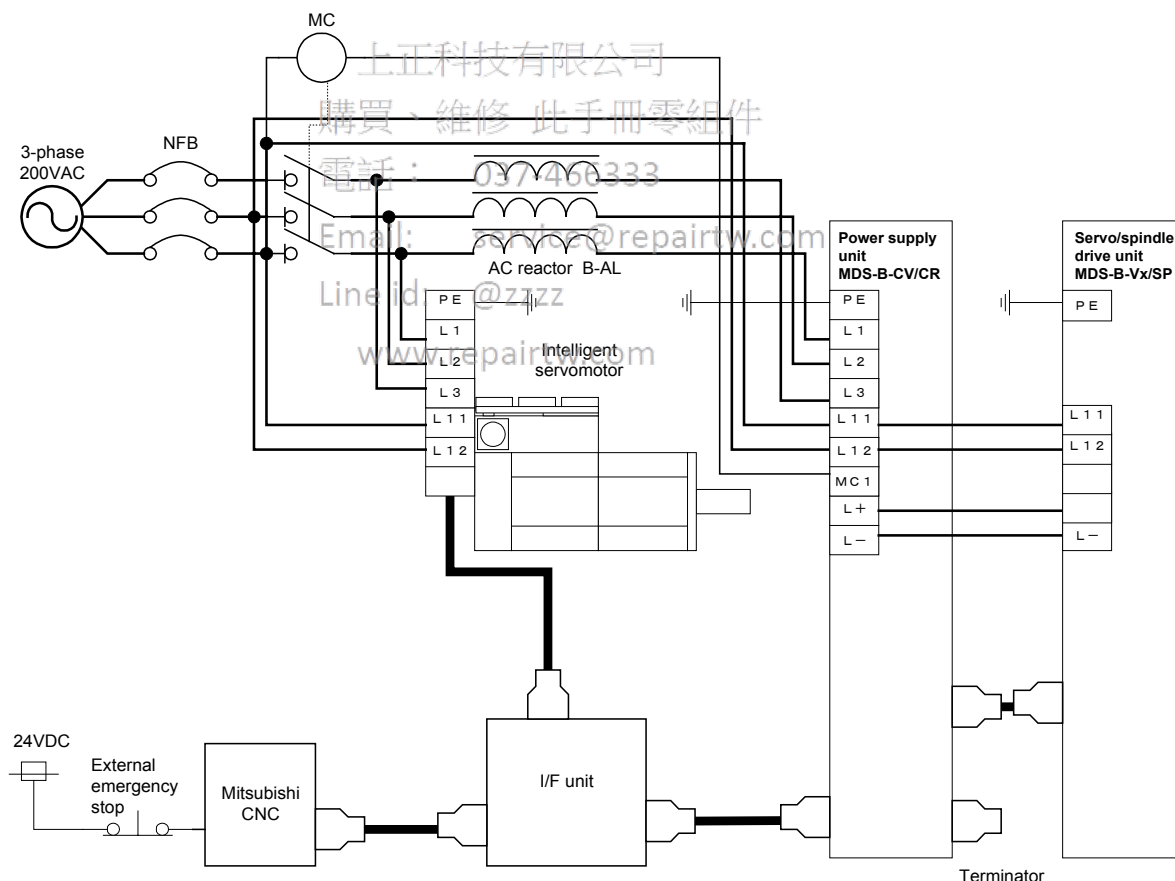 MC
上正科技有限公司
購買、維修 此手冊零組件
3-phase
200VAC
NFB
電話： 037-466333
Email: service@repairtw.com
AC reactor B-AL
Line id: @zzzz
www.repairtw.com
Power supply
unit
MDS-B-CV/CR
Servo/spindle
drive unit
MDS-B-Vx/SP
PE
L1
L2
L3
L11
L12
Intelligent
servomotor
PE
L1
L2
L3
L11
L12
MC1
L+
L-
PE
L11
L12
L-
24VDC
External
emergency
stop
Mitsubishi
CNC
I/F unit
Terminator